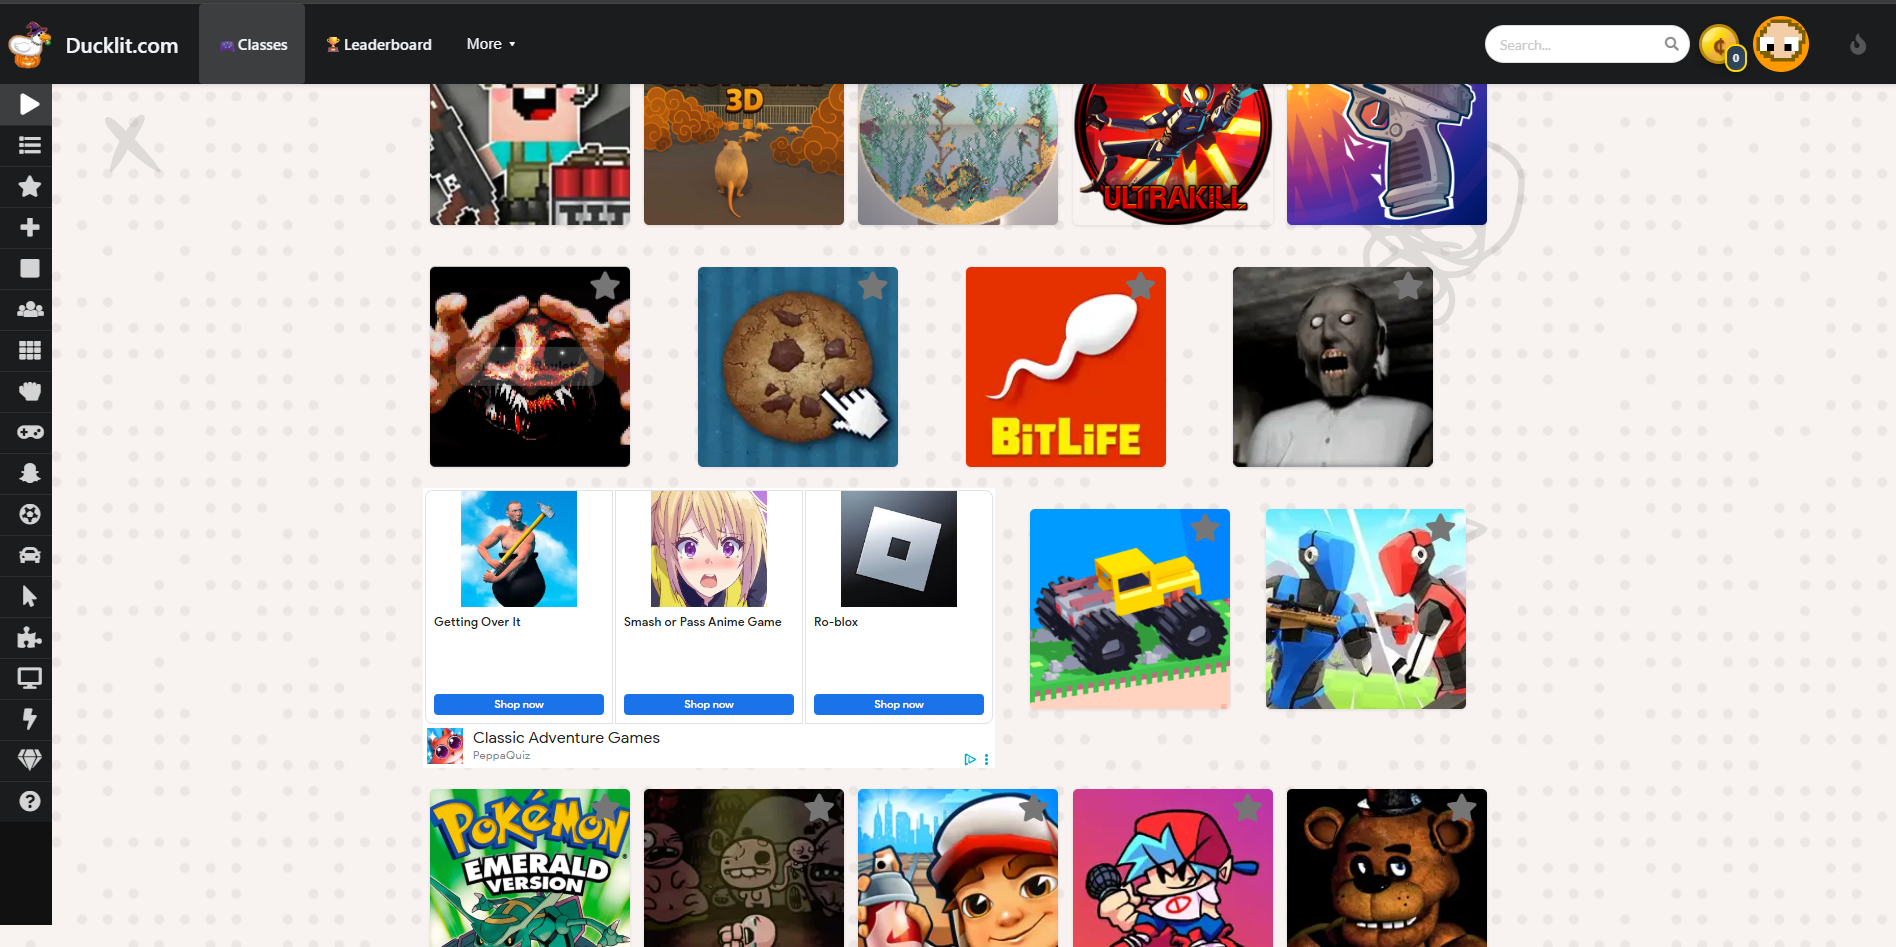 Ducklit.com
Classes
Leaderboard
More
Search...
¢
0
3D
ULTRAKILL
BITLIFE
Getting Over It
Smash or Pass Anime Game
Ro-blox
Shop now
Shop now
Shop now
Classic Adventure Games
PeppaQuiz
POKéMON
EMERALD
VERSION